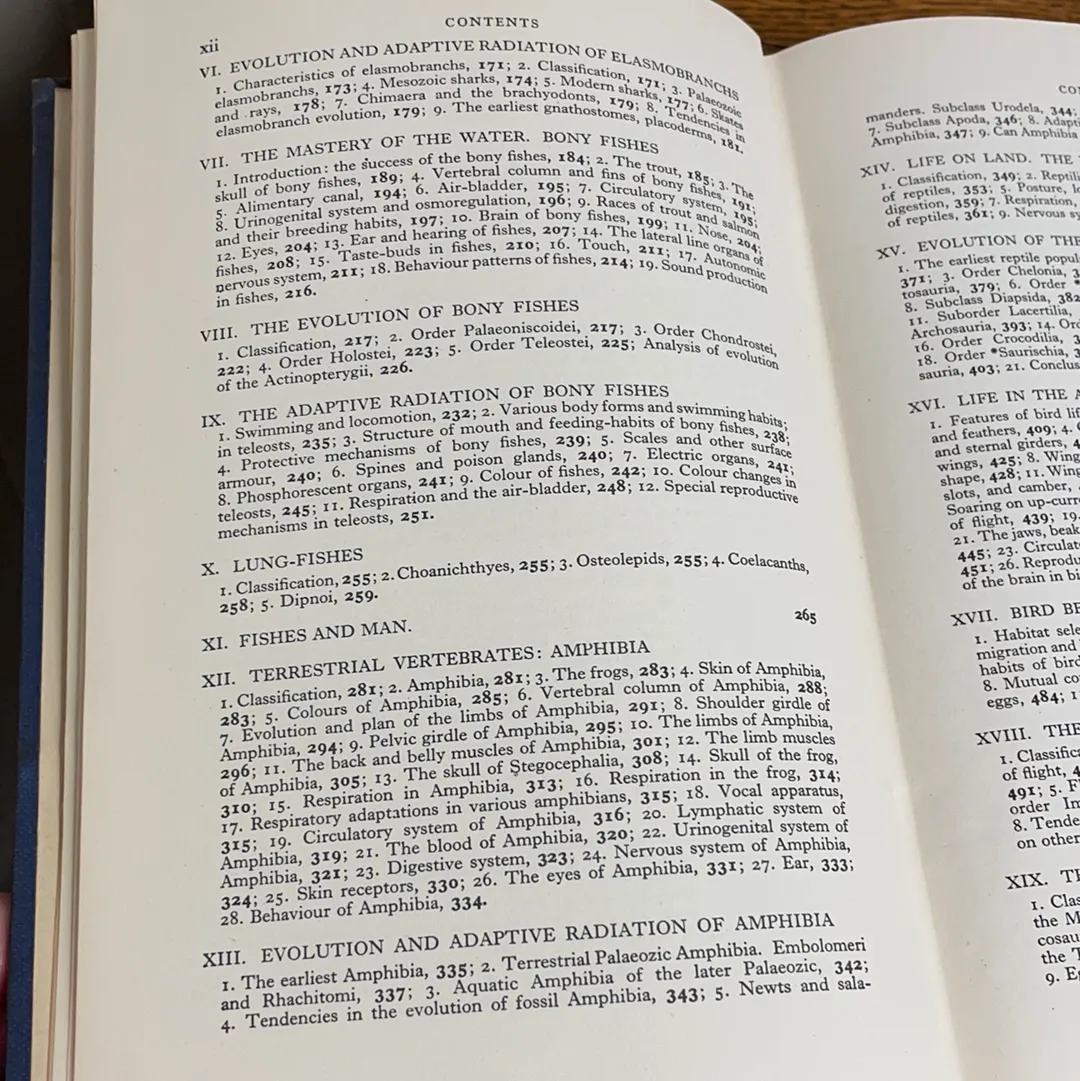 CONTENTS
xii
VI. EVOLUTION AND ADAPTIVE RADIATION OF ELASMOBRANCHS
1. Characteristics of elasmobranchs, 171; 2. Classification, 171; 3. Palaeozoic
elasmobranchs, 173; 4. Mesozoic sharks, 174; 5. Modern sharks, 177; 6. Skates
and rays, 178; 7. Chimaera and the brachyodonts, 179; 8. Tendencies in
elasmobranch evolution, 179; 9. The earliest gnathostomes, placoderms, 181.
VII. THE MASTERY OF THE WATER. BONY FISHES
1. Introduction: the success of the bony fishes, 184; 2. The trout, 185; 3. The
skull of bony fishes, 189; 4. Vertebral column and fins of bony fishes, 191;
5. Alimentary canal, 194; 6. Air-bladder, 195; 7. Circulatory system, 195;
8. Urinogenital system and osmoregulation, 196; 9. Races of trout and salmon
and their breeding habits, 197; 10. Brain of bony fishes, 199; 11. Nose, 204;
12. Eyes, 204; 13. Ear and hearing of fishes, 207; 14. The lateral line organs of
fishes, 208; 15. Taste-buds in fishes, 210; 16. Touch, 211; 17. Autonomic
nervous system, 211; 18. Behaviour patterns of fishes, 214; 19. Sound production
in fishes, 216.
VIII. THE EVOLUTION OF BONY FISHES
1. Classification, 217; 2. Order Palaeoniscoidei, 217; 3. Order Chondrostei,
222; 4. Order Holostei, 223; 5. Order Teleostei, 225; Analysis of evolution
of the Actinopterygii, 226.
IX. THE ADAPTIVE RADIATION OF BONY FISHES
1. Swimming and locomotion, 232; 2. Various body forms and swimming habits;
in teleosts, 235; 3. Structure of mouth and feeding-habits of bony fishes, 238;
4. Protective mechanisms of bony fishes, 239; 5. Scales and other surface
armour, 240; 6. Spines and poison glands, 240; 7. Electric organs, 241;
8. Phosphorescent organs, 241; 9. Colour of fishes, 242; 10. Colour changes in
teleosts, 245; 11. Respiration and the air-bladder, 248; 12. Special reproductive
mechanisms in teleosts, 251.
X. LUNG-FISHES
1. Classification, 255; 2. Choanichthyes, 255; 3. Osteolepids, 255; 4. Coelacanths,
258; 5. Dipnoi, 259.
XI. FISHES AND MAN. 265
XII. TERRESTRIAL VERTEBRATES: AMPHIBIA
1. Classification, 281; 2. Amphibia, 281; 3. The frogs, 283; 4. Skin of Amphibia,
283; 5. Colours of Amphibia, 285; 6. Vertebral column of Amphibia, 288;
7. Evolution and plan of the limbs of Amphibia, 291; 8. Shoulder girdle of
Amphibia, 294; 9. Pelvic girdle of Amphibia, 295; 10. The limbs of Amphibia,
296; 11. The back and belly muscles of Amphibia, 301; 12. The limb muscles
of Amphibia, 305; 13. The skull of Stegocephalia, 308; 14. Skull of the frog,
310; 15. Respiration in Amphibia, 313; 16. Respiration in the frog, 314;
17. Respiratory adaptations in various amphibians, 315; 18. Vocal apparatus,
315; 19. Circulatory system of Amphibia, 316; 20. Lymphatic system of
Amphibia, 319; 21. The blood of Amphibia, 320; 22. Urinogenital system of
Amphibia, 321; 23. Digestive system, 323; 24. Nervous system of Amphibia,
324; 25. Skin receptors, 330; 26. The eyes of Amphibia, 331; 27. Ear, 333;
28. Behaviour of Amphibia, 334.
XIII. EVOLUTION AND ADAPTIVE RADIATION OF AMPHIBIA
1. The earliest Amphibia, 335; 2. Terrestrial Palaezoic Amphibia. Embolomeri
and Rhachitomi, 337; 3. Aquatic Amphibia of the later Palaeozoic, 342;
4. Tendencies in the evolution of fossil Amphibia, 343; 5. Newts and sala-
manders. Subclass Urodela, 344;
7. Subclass Apoda, 346; 8.
Amphibia, 347; 9. Can Amphibia
XIV. LIFE ON LAND. THE
1. Classification, 349; 2.
of reptiles, 353; 5. Posture,
digestion, 359; 7. Respiration,
of reptiles, 361; 9. Nervous
XV. EVOLUTION OF THE
1. The earliest reptile
371; 3. Order Chelonia,
tosauria, 379; 6. Order
8. Subclass Diapsida, 382
11. Suborder Lacertilia,
Archosauria, 393; 14.
16. Order Crocodilia,
18. Order *Saurischia,
sauria, 403; 21.
XVI. LIFE IN THE
1. Features of bird
and feathers, 409; 4.
and sternal girders,
wings, 425; 8. Wing
shape, 428; 11. Wing
slots, and camber,
Soaring on
of flight, 439; 19.
21. The jaws,
445; 23.
451; 26.
of the brain in
XVII. BIRD
1. Habitat
migration and
habits of
8. Mutual
eggs, 484;
XVIII. THE
1.
of flight,
491; 5.
order
8.
on other
XIX.
1.
the
the
9.